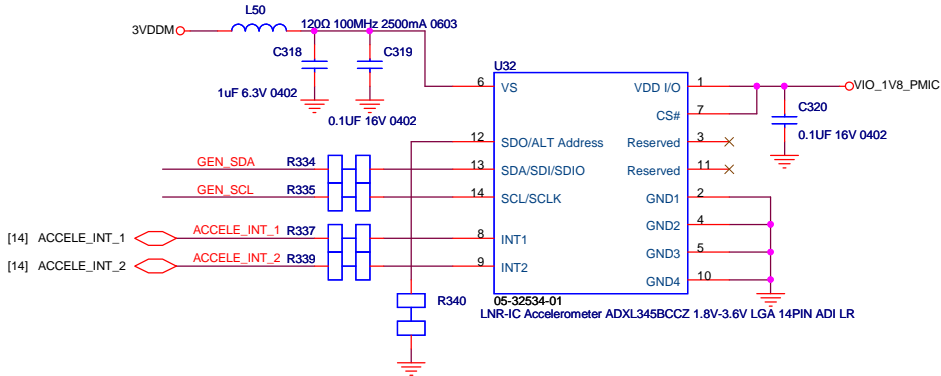 L50
3VDDM
120Ω 100MHz 2500mA 0603
C318
C319
1uF 6.3V 0402
0.1UF 16V 0402
U32
6
VS
VDD I/O
1
VIO_1V8_PMIC
CS#
7
C320
0.1UF 16V 0402
12
SDO/ALT Address
Reserved
3
GEN_SDA
R334
13
SDA/SDI/SDIO
Reserved
11
GEN_SCL
R335
14
SCL/SCLK
GND1
2
GND2
4
[14]
ACCELE_INT_1
ACCELE_INT_1
R337
8
INT1
GND3
5
[14]
ACCELE_INT_2
ACCELE_INT_2
R339
9
INT2
GND4
10
R340
05-32534-01
LNR-IC Accelerometer ADXL345BCCZ 1.8V-3.6V LGA 14PIN ADI LR